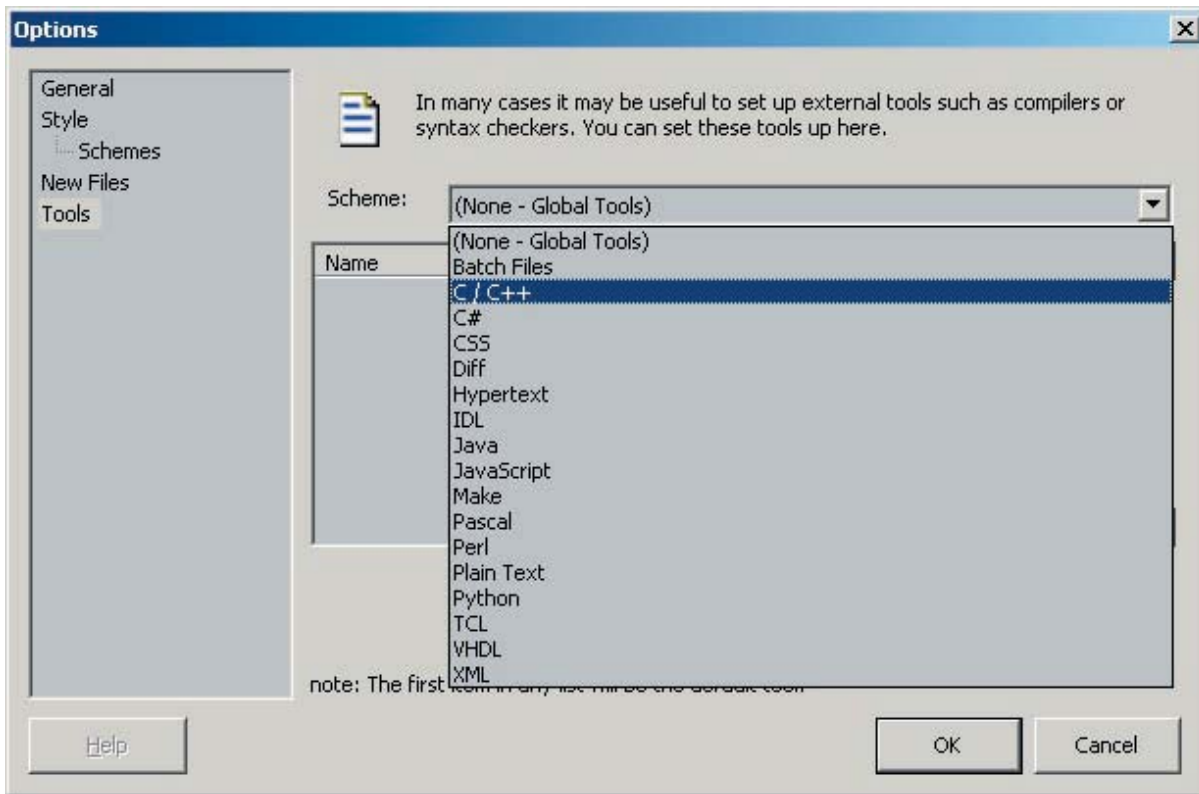 Options
General
Style
Schemes
New Files
Tools
In many cases it may be useful to set up external tools such as compilers or
syntax checkers. You can set these tools up here.
Scheme:
(None - Global Tools)
Name
(None - Global Tools)
Batch Files
C / C++
C#
CSS
Diff
Hypertext
IDL
Java
JavaScript
Make
Pascal
Perl
Plain Text
Python
TCL
VHDL
XML
note: The first
Help
OK
Cancel